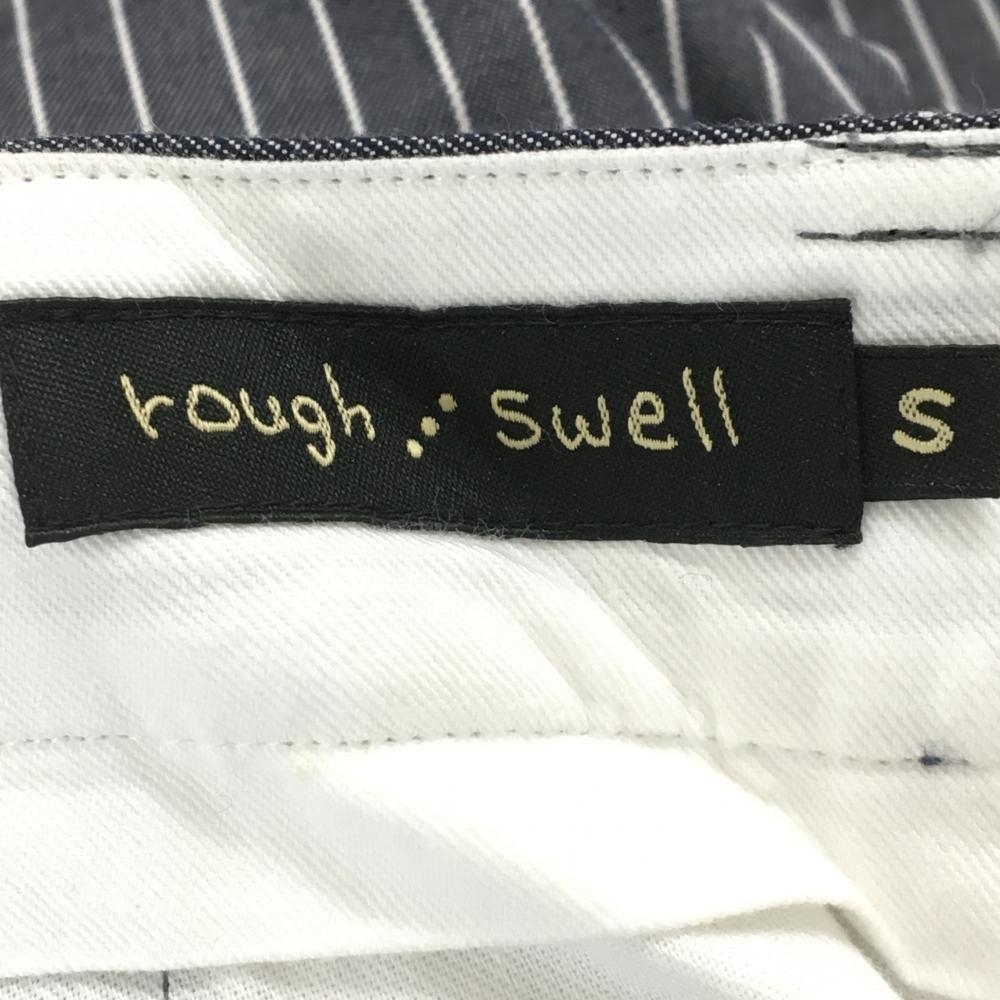 rough ⋰ swell
S